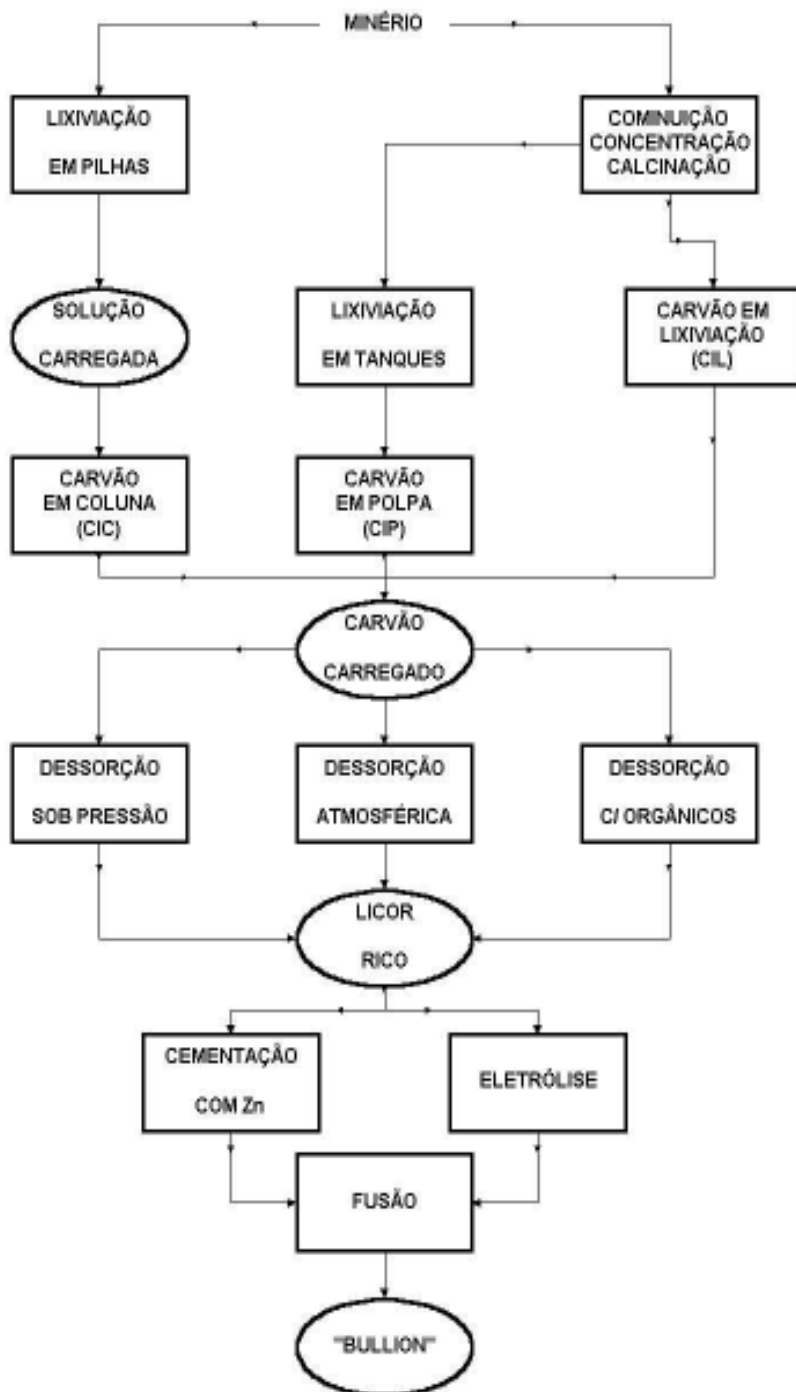 MINÉRIO
LIXIVIAÇÃO
EM PILHAS
COMINUIÇÃO
CONCENTRAÇÃO
CALCINAÇÃO
SOLUÇÃO
CARREGADA
LIXIVIAÇÃO
EM TANQUES
CARVÃO EM
LIXIVIAÇÃO
(CIL)
CARVÃO
EM COLUNA
(CIC)
CARVÃO
EM POLPA
(CIP)
CARVÃO
CARREGADO
DESSORÇÃO
SOB PRESSÃO
DESSORÇÃO
ATMOSFÉRICA
DESSORÇÃO
C/ ORGÂNICOS
LICOR
RICO
CEMENTAÇÃO
COM Zn
ELETRÓLISE
FUSÃO
"BULLION"